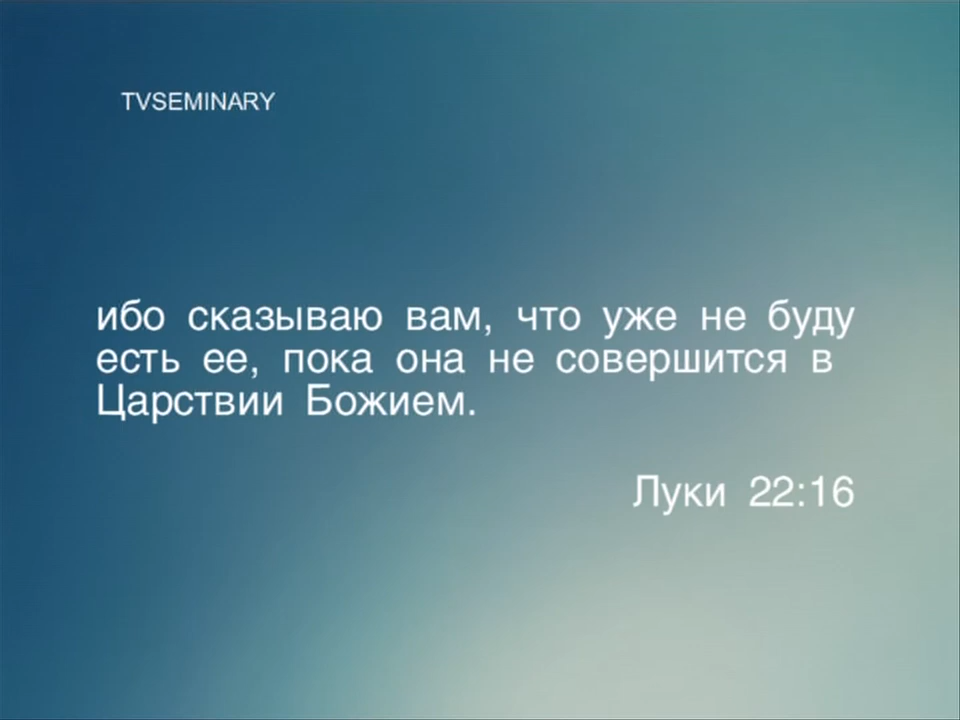 TVSEMINARY
ибо сказываю вам, что уже не буду
есть ее, пока она не совершится в
Царствии Божием.
Луки 22:16